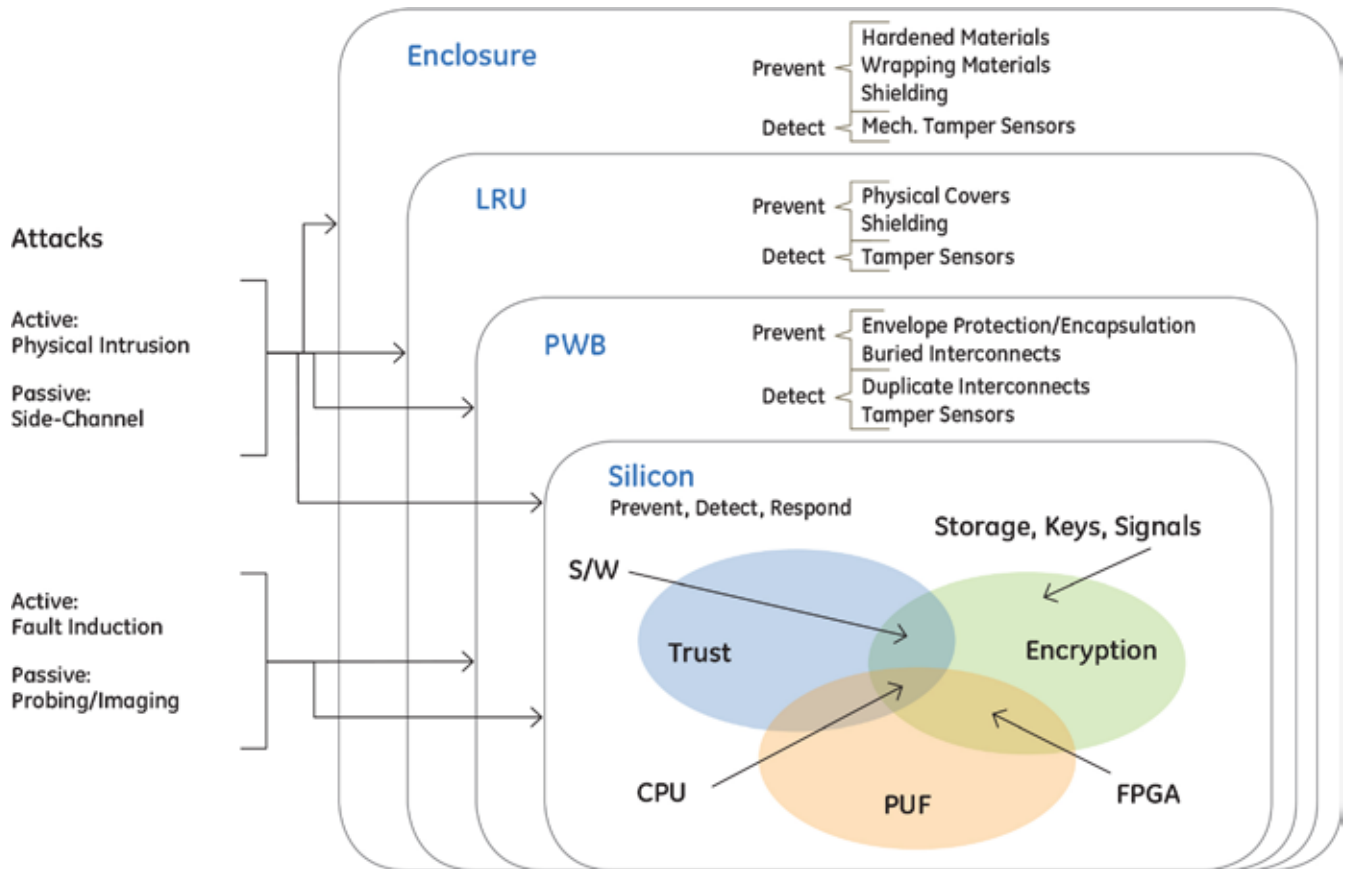 Enclosure
Prevent
Hardened Materials
Wrapping Materials
Shielding
Detect
Mech. Tamper Sensors
LRU
Prevent
Physical Covers
Shielding
Detect
Tamper Sensors
Attacks
Active:
Physical Intrusion
Passive:
Side-Channel
PWB
Prevent
Envelope Protection/Encapsulation
Buried Interconnects
Detect
Duplicate Interconnects
Tamper Sensors
Silicon
Prevent, Detect, Respond
Storage, Keys, Signals
S/W
Active:
Fault Induction
Passive:
Probing/Imaging
Trust
Encryption
CPU
PUF
FPGA